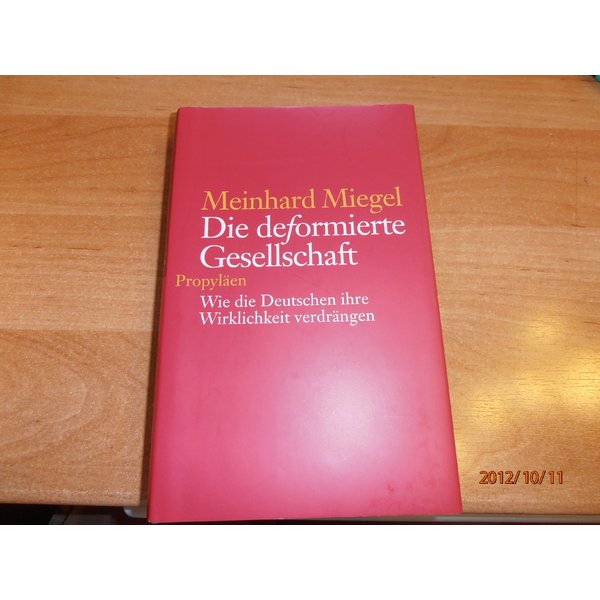 Meinhard Miegel
Die deformierte
Gesellschaft
Propyläen
Wie die Deutschen ihre
Wirklichkeit verdrängen
2012/10/11